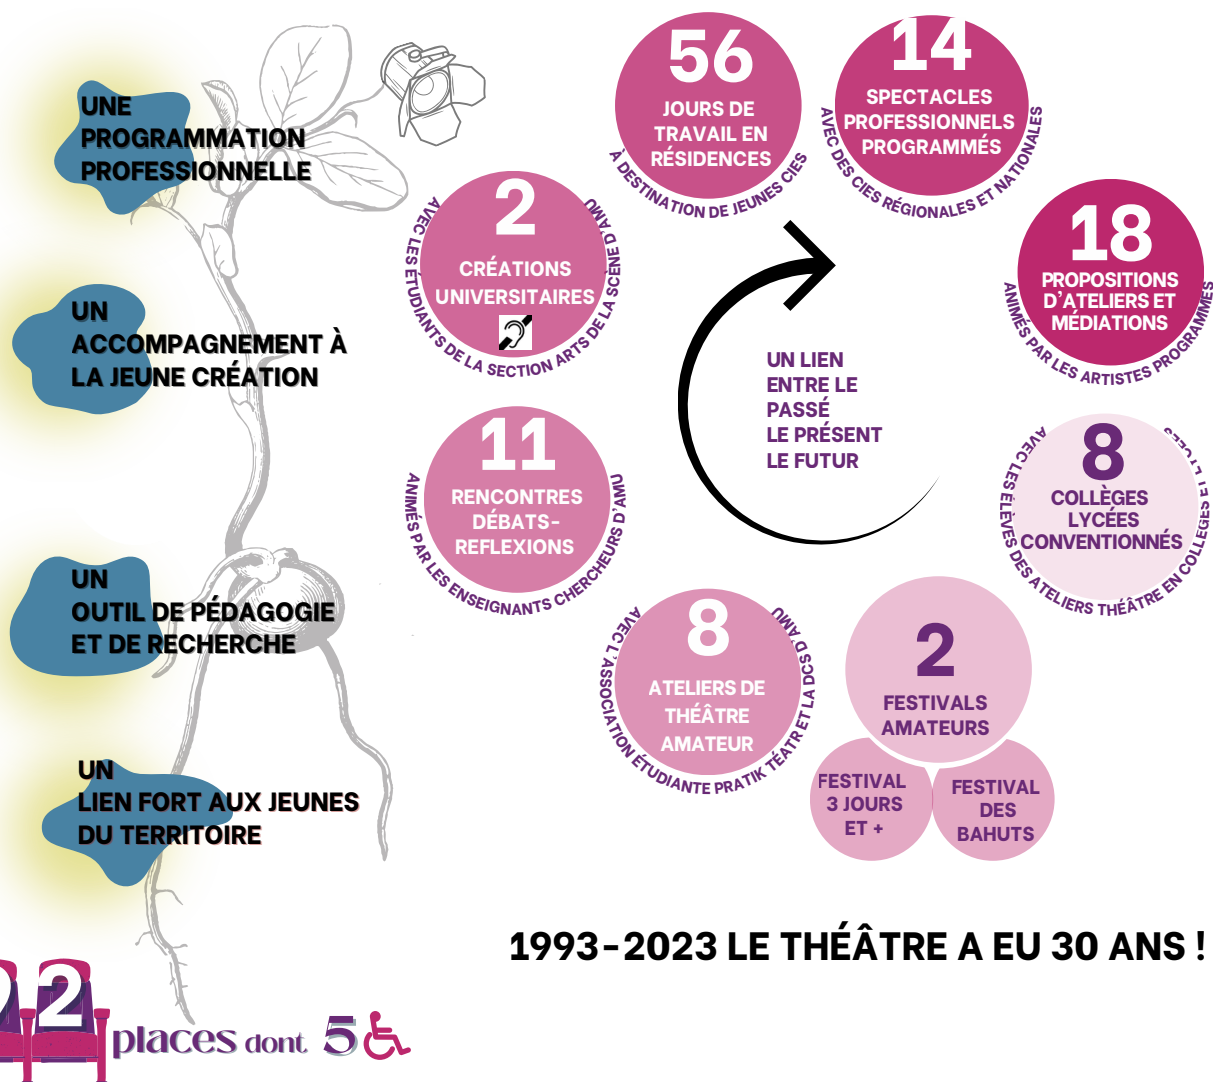 UNE
PROGRAMMATION
PROFESSIONNELLE
UN
ACCOMPAGNEMENT À
LA JEUNE CRÉATION
UN
OUTIL DE PÉDAGOGIE
ET DE RECHERCHE
UN
LIEN FORT AUX JEUNES
DU TERRITOIRE
56
JOURS DE
TRAVAIL EN
RÉSIDENCES
À DESTINATION DE JEUNES CIES
14
SPECTACLES
PROFESSIONNELS
PROGRAMMÉS
AVEC DES CIES RÉGIONALES ET NATIONALES
18
PROPOSITIONS
D'ATELIERS ET
MÉDIATIONS
ANIMÉS PAR LES ARTISTES PROGRAMMÉS
8
COLLÈGES
LYCÉES
CONVENTIONNÉS
AVEC LES ÉLÈVES DES ATELIERS THÉÂTRE EN COLLÈGES ET LYCÉES
2
FESTIVALS
AMATEURS
FESTIVAL
3 JOURS
ET +
FESTIVAL
DES
BAHUTS
8
ATELIERS DE
THÉÂTRE
AMATEUR
AVEC L'ASSOCIATION ÉTUDIANTE PRATIK TÉATR ET LA DCS D'AMU
11
RENCONTRES
DÉBATS-
REFLEXIONS
ANIMÉS PAR LES ENSEIGNANTS CHERCHEURS D'AMU
2
CRÉATIONS
UNIVERSITAIRES
AVEC LES ÉTUDIANTS DE LA SECTION ARTS DE LA SCÈNE D'AMU
UN LIEN
ENTRE LE
PASSÉ
LE PRÉSENT
LE FUTUR
1993-2023 LE THÉÂTRE A EU 30 ANS !
2 places dont 5